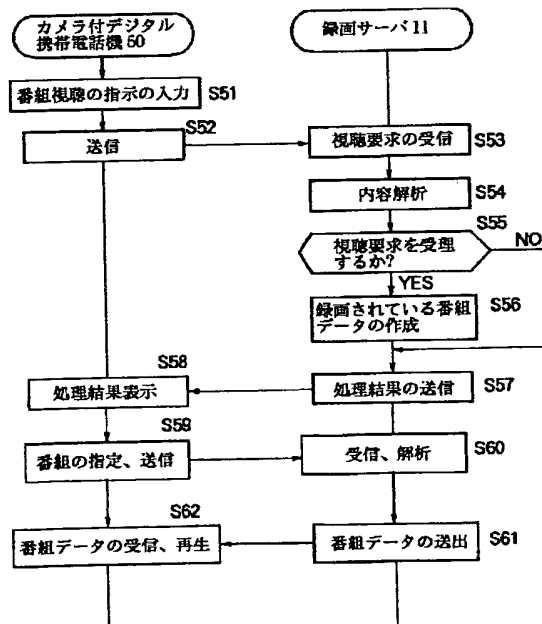 カメラ付デジタル
携帯電話機 50
録画サーバ 11
番組視聴の指示の入力
S51
S52
送信
視聴要求の受信
S53
内容解析
S54
S55
視聴要求を受理
するか?
NO
YES
録画されている番組
データの作成
S56
S58
処理結果表示
処理結果の送信
S57
S59
番組の指定、送信
受信、解析
S60
S62
番組データの受信、再生
番組データの送出
S61